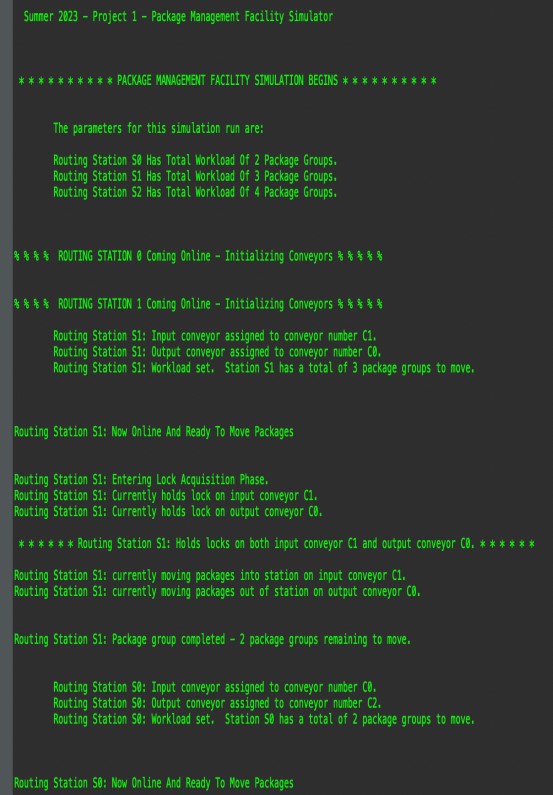 Summer 2023 – Project 1 – Package Management Facility Simulator
* * * * * * * * * * PACKAGE MANAGEMENT FACILITY SIMULATION BEGINS * * * * * * * * * *
The parameters for this simulation run are:
Routing Station S0 Has Total Workload Of 2 Package Groups.
Routing Station S1 Has Total Workload Of 3 Package Groups.
Routing Station S2 Has Total Workload Of 4 Package Groups.
% % % %  ROUTING STATION 0 Coming Online – Initializing Conveyors % % % % %
% % % %  ROUTING STATION 1 Coming Online – Initializing Conveyors % % % % %
Routing Station S1: Input conveyor assigned to conveyor number C1.
Routing Station S1: Output conveyor assigned to conveyor number C0.
Routing Station S1: Workload set.  Station S1 has a total of 3 package groups to move.
Routing Station S1: Now Online And Ready To Move Packages
Routing Station S1: Entering Lock Acquisition Phase.
Routing Station S1: Currently holds lock on input conveyor C1.
Routing Station S1: Currently holds lock on output conveyor C0.
* * * * * * Routing Station S1: Holds locks on both input conveyor C1 and output conveyor C0. * * * * * *
Routing Station S1: currently moving packages into station on input conveyor C1.
Routing Station S1: currently moving packages out of station on output conveyor C0.
Routing Station S1: Package group completed – 2 package groups remaining to move.
Routing Station S0: Input conveyor assigned to conveyor number C0.
Routing Station S0: Output conveyor assigned to conveyor number C2.
Routing Station S0: Workload set.  Station S0 has a total of 2 package groups to move.
Routing Station S0: Now Online And Ready To Move Packages